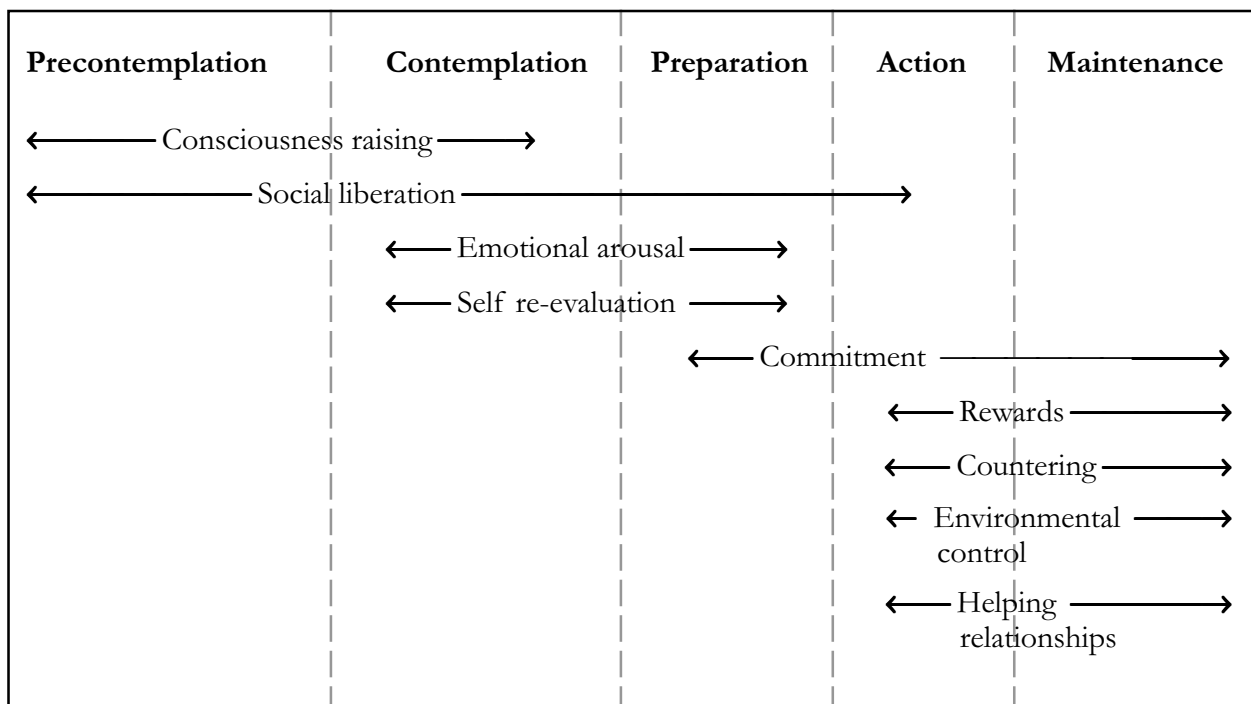 Precontemplation Contemplation Preparation Action Maintenance
Consciousness raising
Social liberation
Emotional arousal
Self re-evaluation
Commitment
Rewards
Countering
Environmental
control
Helping
relationships